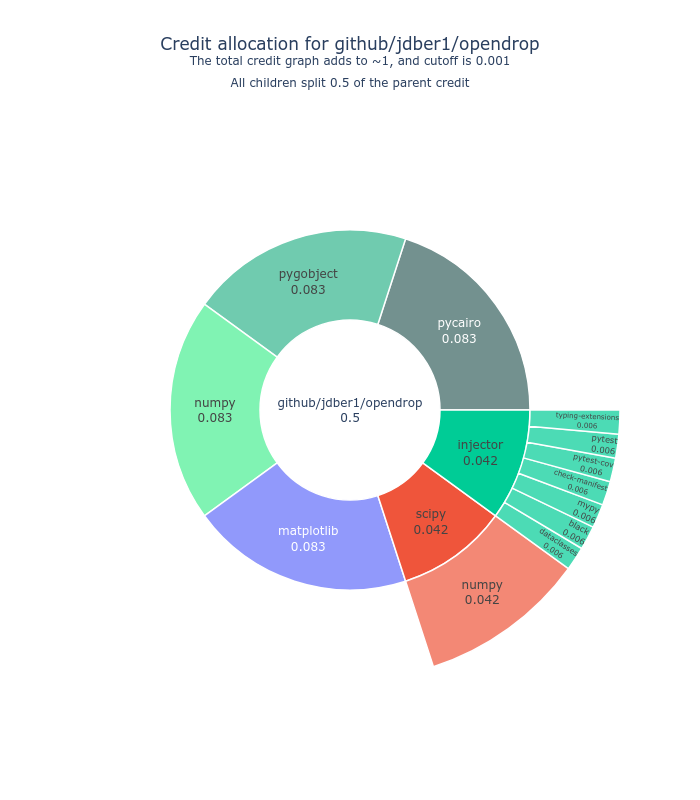 Credit allocation for github/jdber1/opendrop
The total credit graph adds to ~1, and cutoff is 0.001
All children split 0.5 of the parent credit
pygobject
0.083
pycairo
0.083
numpy
0.083
github/jdber1/opendrop
0.5
matplotlib
0.083
scipy
0.042
injector
0.042
numpy
0.042
typing-extensions
0.006
pytest
0.006
pytest-cov
0.006
check-manifest
0.006
mypy
0.006
black
0.006
dataclasses
0.006